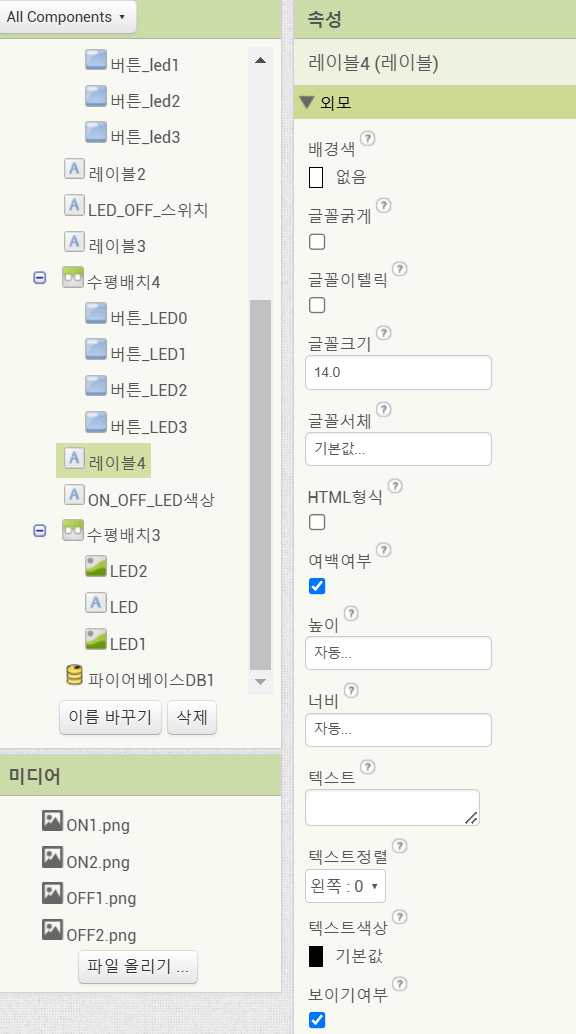 All Components
버튼_led1
버튼_led2
버튼_led3
레이블2
LED_OFF_스위치
레이블3
수평배치4
버튼_LED0
버튼_LED1
버튼_LED2
버튼_LED3
레이블4
ON_OFF_LED색상
수평배치3
LED2
LED
LED1
파이어베이스DB1
이름 바꾸기 삭제
미디어
ON1.png
ON2.png
OFF1.png
OFF2.png
파일 올리기 ...
속성
레이블4 (레이블)
외모
배경색
없음
글꼴굵게
글꼴이텔릭
글꼴크기
14.0
글꼴서체
기본값...
HTML형식
여백여부
높이
자동...
너비
자동...
텍스트
텍스트정렬
왼쪽 : 0
텍스트색상
기본값
보이기여부